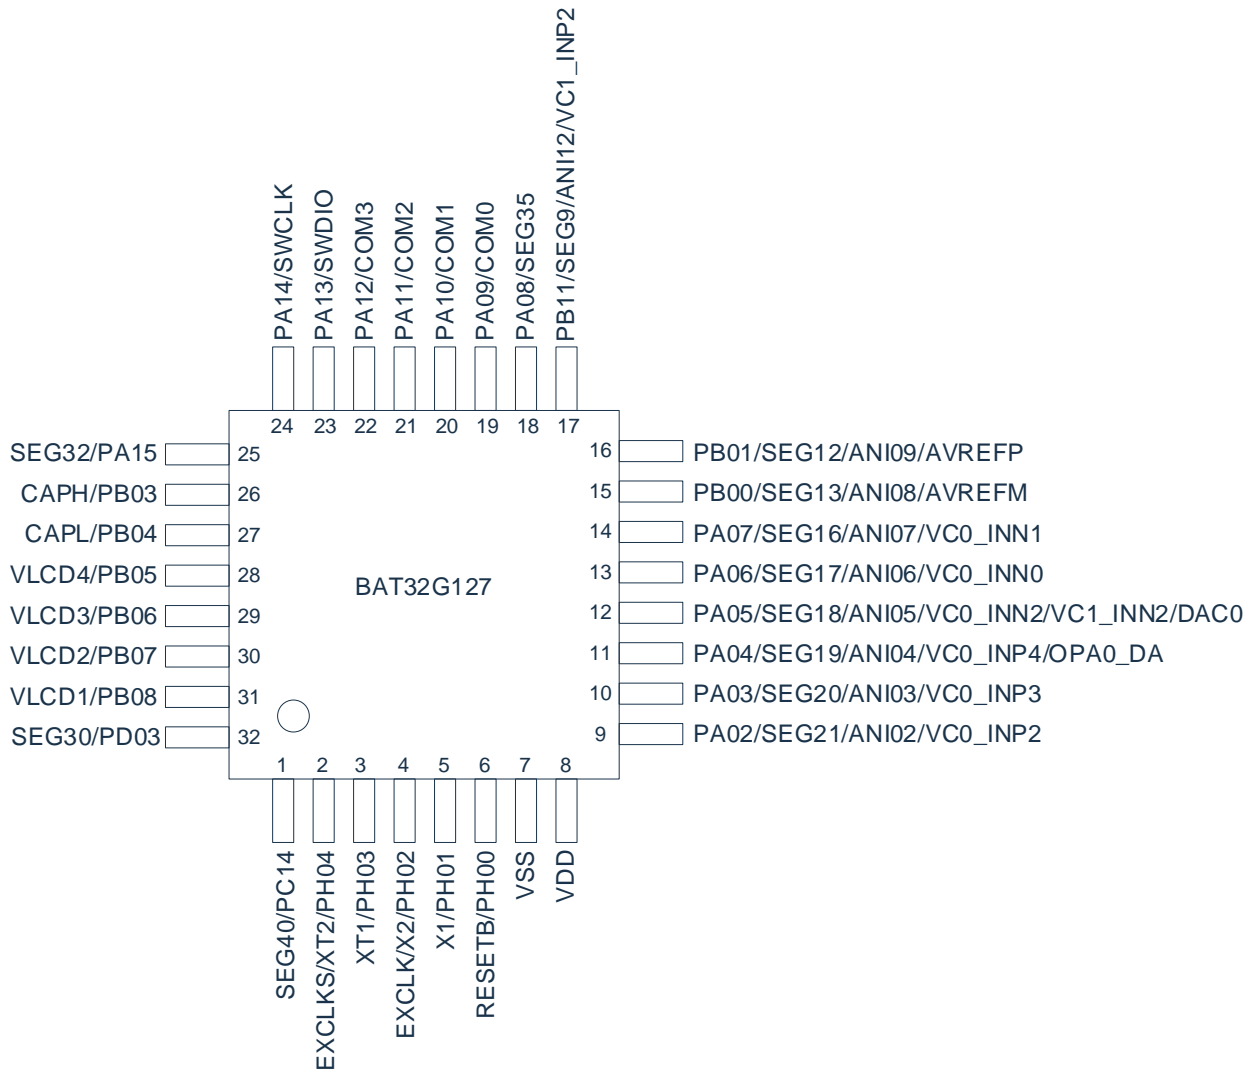 PA14/SWCLK
PA13/SWDIO
PA12/COM3
PA11/COM2
PA10/COM1
PA09/COM0
PA08/SEG35
PB11/SEG9/ANI12/VC1_INP2
24
23
22
21
20
19
18
17
SEG32/PA15
25
CAPH/PB03
26
CAPL/PB04
27
VLCD4/PB05
28
VLCD3/PB06
29
VLCD2/PB07
30
VLCD1/PB08
31
SEG30/PD03
32
BAT32G127
16
PB01/SEG12/ANI09/AVREFP
15
PB00/SEG13/ANI08/AVREFM
14
PA07/SEG16/ANI07/VC0_INN1
13
PA06/SEG17/ANI06/VC0_INN0
12
PA05/SEG18/ANI05/VC0_INN2/VC1_INN2/DAC0
11
PA04/SEG19/ANI04/VC0_INP4/OPA0_DA
10
PA03/SEG20/ANI03/VC0_INP3
9
PA02/SEG21/ANI02/VC0_INP2
1
2
3
4
5
6
7
8
SEG40/PC14
EXCLKS/XT2/PH04
XT1/PH03
EXCLK/X2/PH02
X1/PH01
RESETB/PH00
VSS
VDD